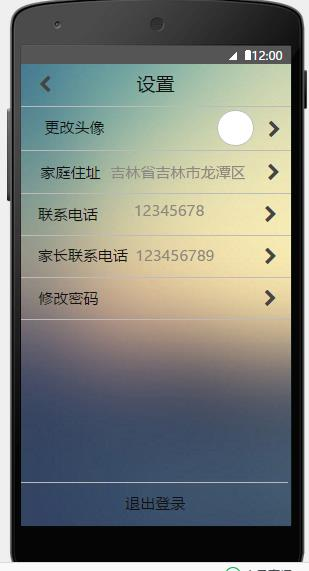 12:00
设置
更改头像
家庭住址 吉林省吉林市龙潭区
联系电话 12345678
家长联系电话 123456789
修改密码
退出登录